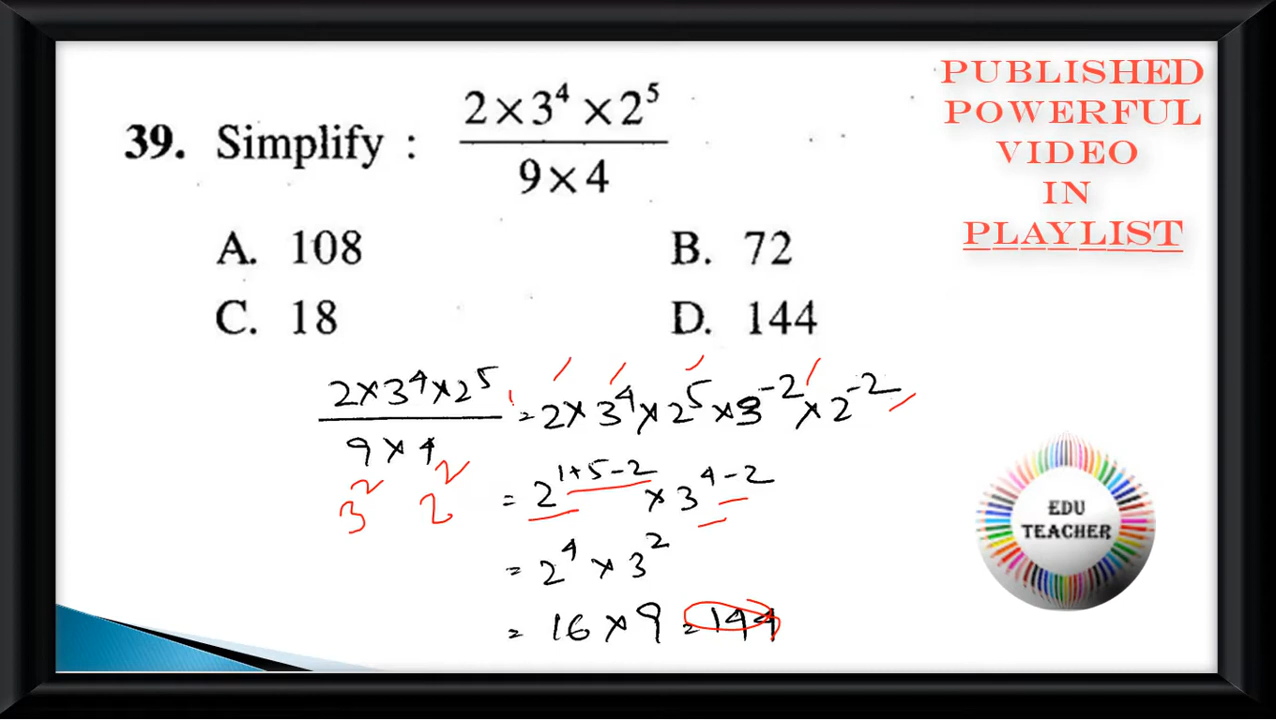 39. Simplify : 2×3⁴×2⁵ / 9×4
A. 108
B. 72
C. 18
D. 144
2×3⁴×2⁵ / 9×4 = 2×3⁴×2⁵×3⁻²×2⁻²
3² 2²
= 2¹⁺⁵⁻² × 3⁴⁻²
= 2⁴ × 3²
= 16 × 9 = 144
PUBLISHED
POWERFUL
VIDEO
IN
PLAYLIST
EDU
TEACHER